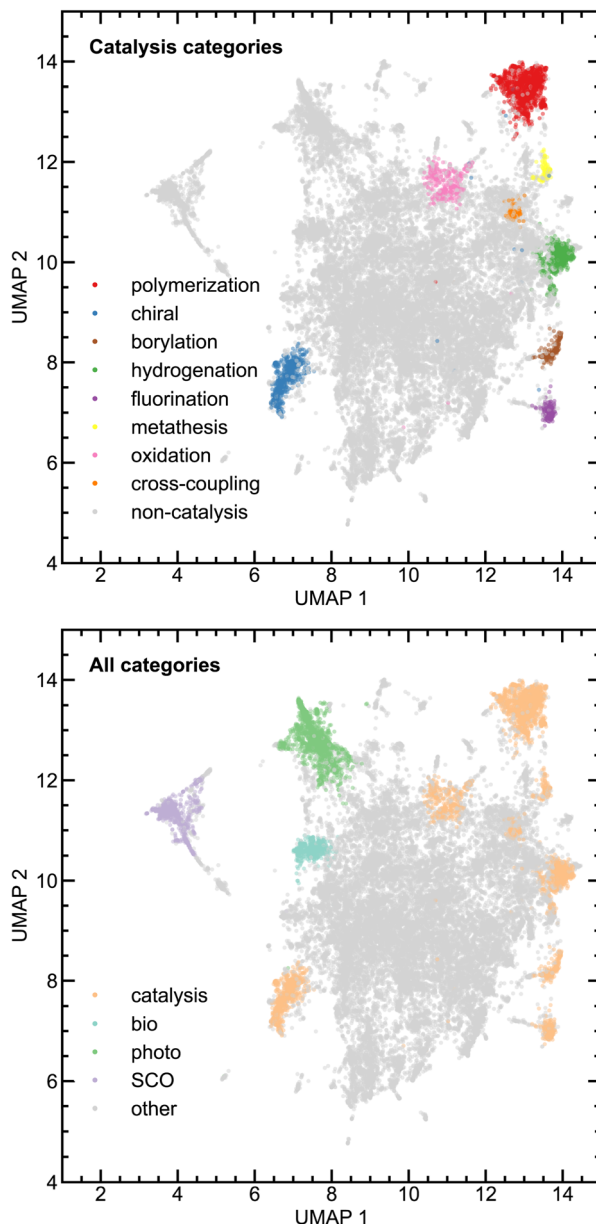 Catalysis categories
14
12
10
8
6
4
UMAP 2
polymerization
chiral
borylation
hydrogenation
fluorination
metathesis
oxidation
cross-coupling
non-catalysis
2 4 6 8 10 12 14
UMAP 1
All categories
14
12
10
8
6
4
UMAP 2
catalysis
bio
photo
SCO
other
2 4 6 8 10 12 14
UMAP 1